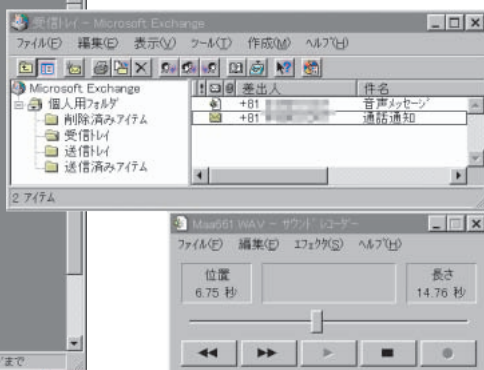 受信ﾄﾚｲ - Microsoft Exchange
ﾌｧｲﾙ(F) 編集(E) 表示(V) ﾂｰﾙ(T) 作成(M) ﾍﾙﾌﾟ(H)
Microsoft Exchange
個人用ﾌｫﾙﾀﾞ
削除済みｱｲﾃﾑ
受信ﾄﾚｲ
送信ﾄﾚｲ
送信済みｱｲﾃﾑ
! 差出人 件名
+81 音声ﾒｯｾｰｼﾞ
+81 通話通知
2 ｱｲﾃﾑ
Maa661.WAV - ｻｳﾝﾄﾞ ﾚｺｰﾀﾞｰ
ﾌｧｲﾙ(F) 編集(E) ｴﾌｪｸﾄ(S) ﾍﾙﾌﾟ(H)
位置 長さ
6.75 秒 14.76 秒
まで